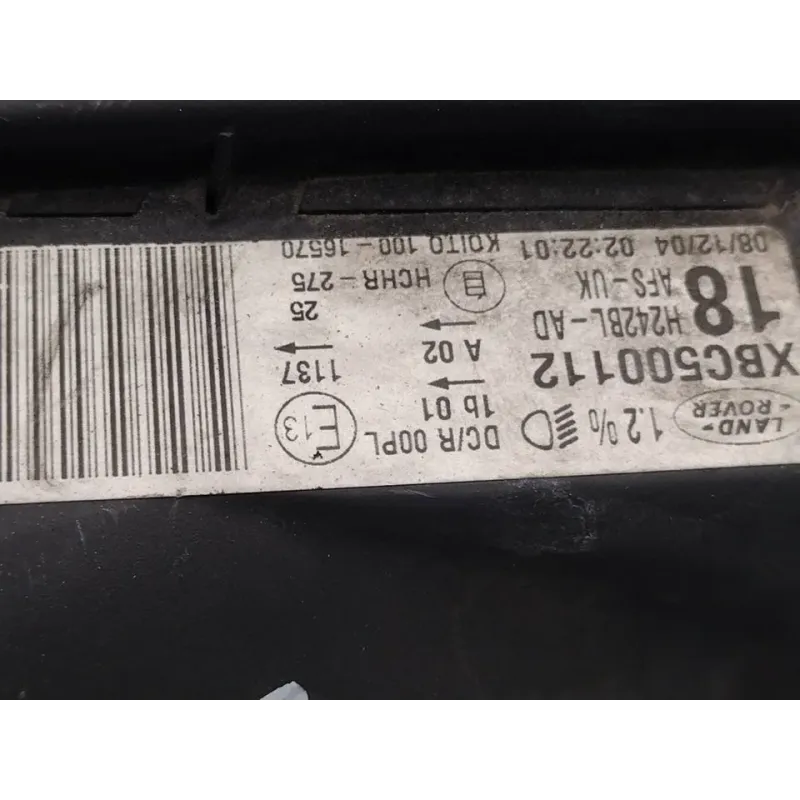 LAND-
-ROVER
1.2%
DC/R 00PL
E13
XBC500112
1b 01
A 02
1137
H242BL-AD
25
18
AFS-UK
HCHR-275
08/12/04 02:22:01 KOITO 100-16570